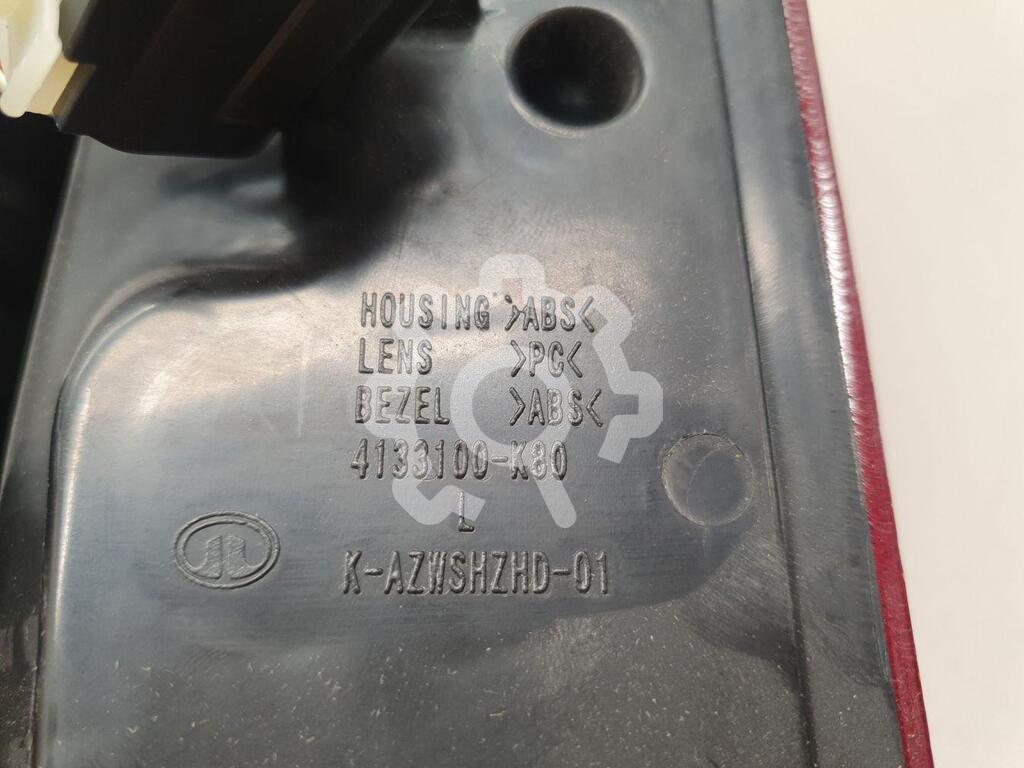 HOUSING >ABS<
LENS >PC<
BEZEL >ABS<
4133100-K80
L
K-AZWSHZHD-01